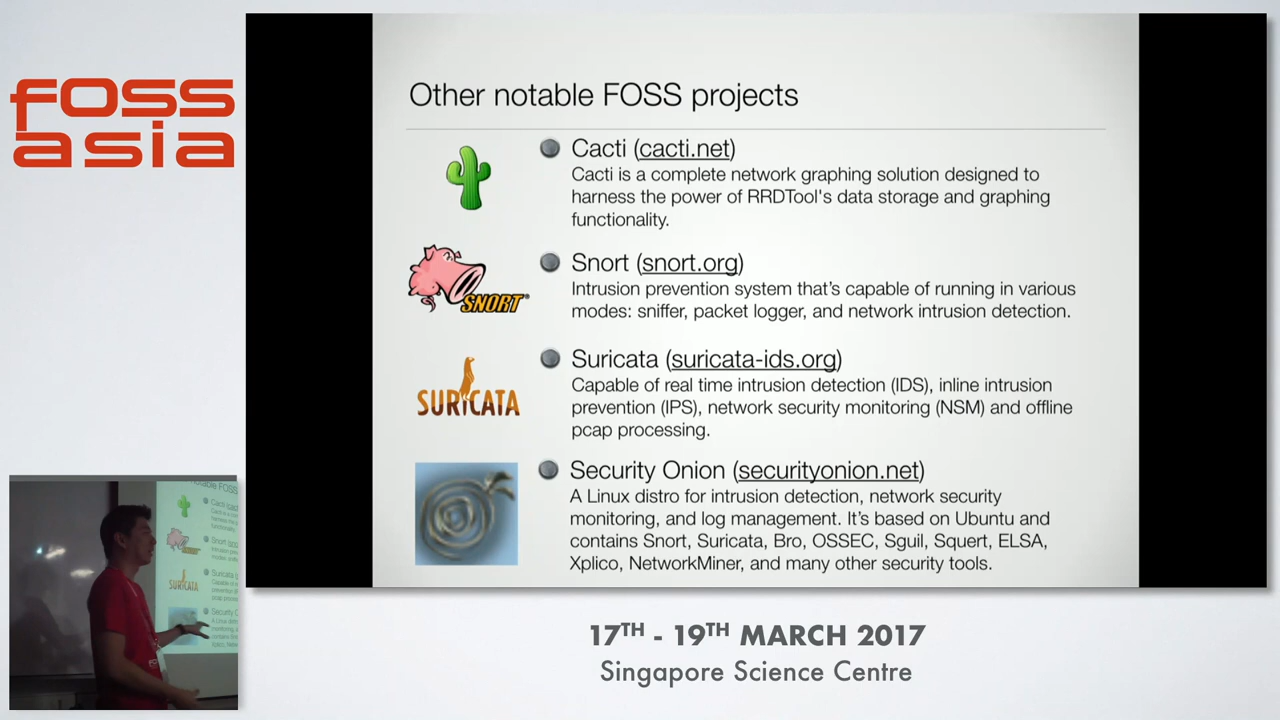 FOSS
asia
Other notable FOSS projects
Cacti (cacti.net)
Cacti is a complete network graphing solution designed to
harness the power of RRDTool's data storage and graphing
functionality.
SNORT®
Snort (snort.org)
Intrusion prevention system that's capable of running in various
modes: sniffer, packet logger, and network intrusion detection.
SURICATA
Suricata (suricata-ids.org)
Capable of real time intrusion detection (IDS), inline intrusion
prevention (IPS), network security monitoring (NSM) and offline
pcap processing.
Security Onion (securityonion.net)
A Linux distro for intrusion detection, network security
monitoring, and log management. It's based on Ubuntu and
contains Snort, Suricata, Bro, OSSEC, Sguil, Squert, ELSA,
Xplico, NetworkMiner, and many other security tools.
17TH - 19TH MARCH 2017
Singapore Science Centre